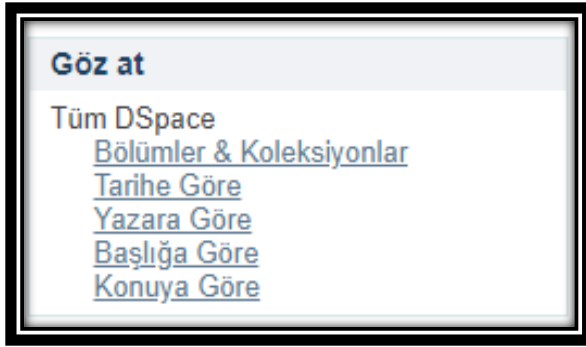 Göz at
Tüm DSpace
Bölümler & Koleksiyonlar
Tarihe Göre
Yazara Göre
Başlığa Göre
Konuya Göre